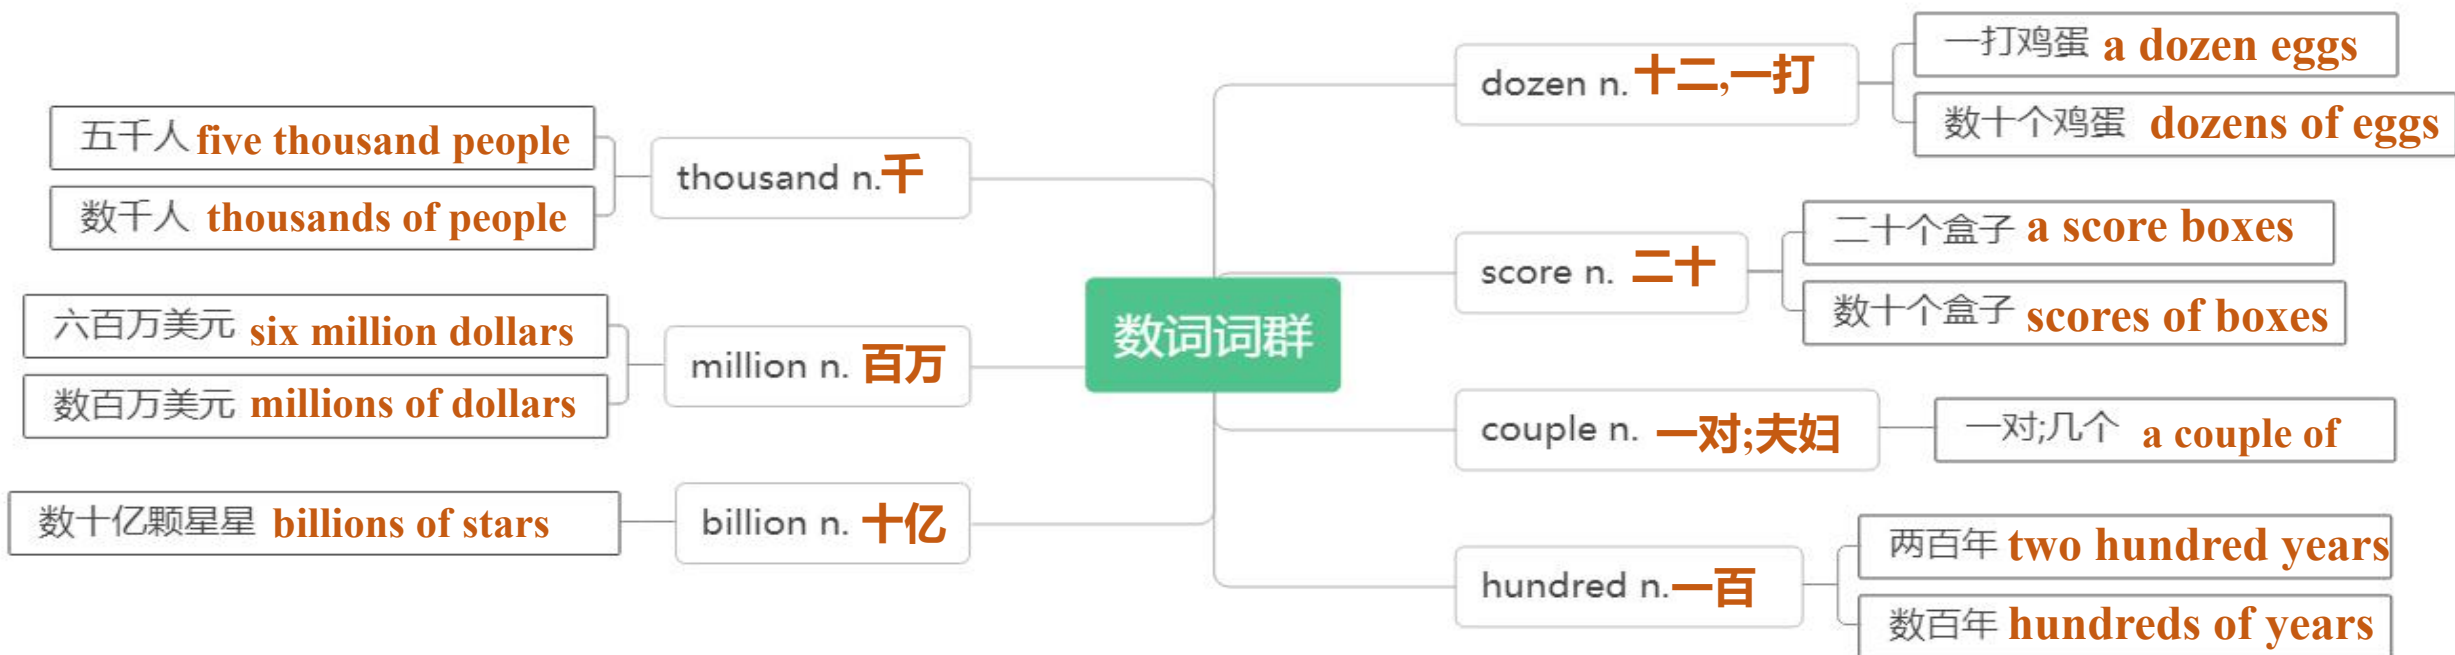 数词词群
thousand n.千
五千人 five thousand people
数千人 thousands of people
million n. 百万
六百万美元 six million dollars
数百万美元 millions of dollars
billion n. 十亿
数十亿颗星星 billions of stars
dozen n. 十二,一打
一打鸡蛋 a dozen eggs
数十个鸡蛋 dozens of eggs
score n. 二十
二十个盒子 a score boxes
数十个盒子 scores of boxes
couple n. 一对;夫妇
一对;几个 a couple of
hundred n.一百
两百年 two hundred years
数百年 hundreds of years